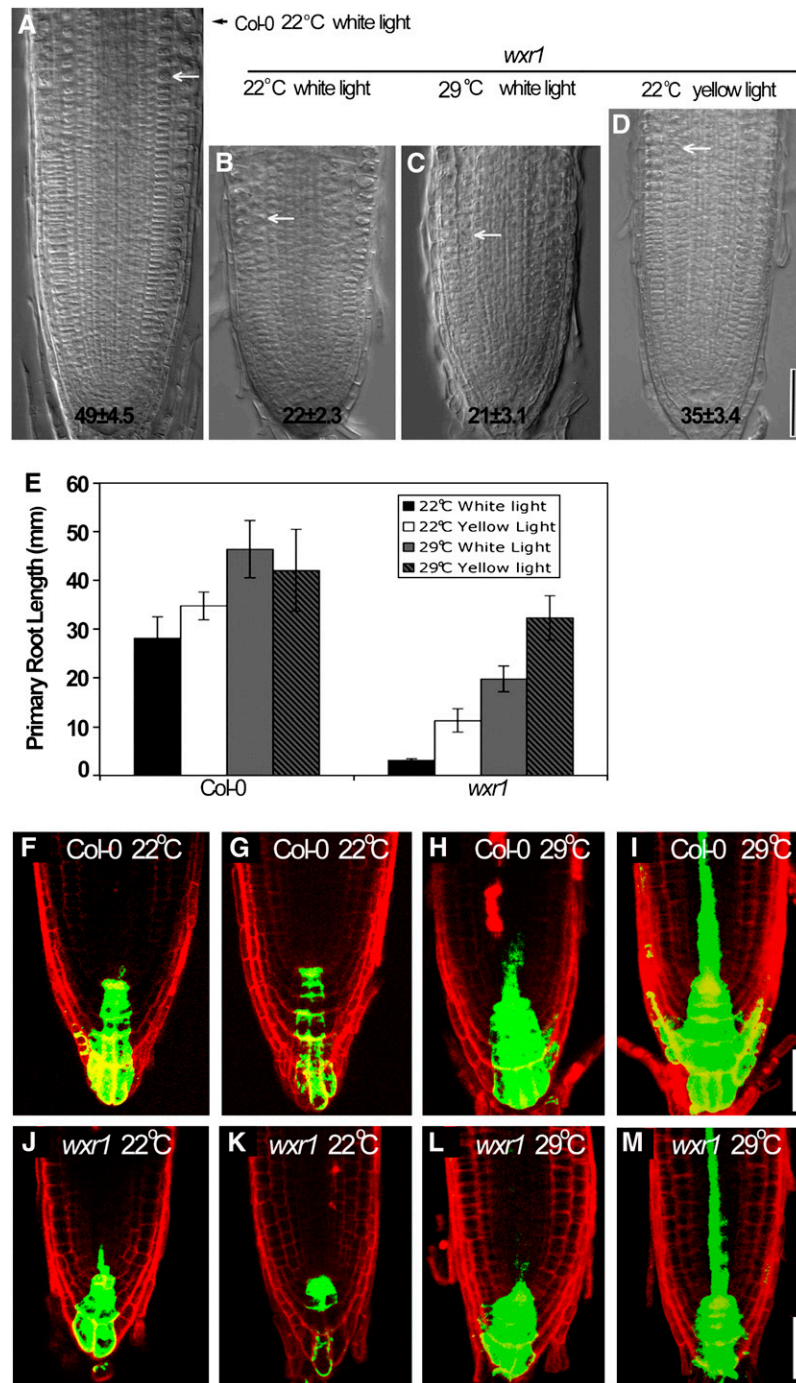 A
Col-0 22°C white light
wxr1
22°C white light
29°C white light
22°C yellow light
B
C
D
49±4.5
22±2.3
21±3.1
35±3.4
E
60
50
40
30
20
10
0
Primary Root Length (mm)
22°C White light
22°C Yellow Light
29°C White Light
29°C Yellow light
Col-0
wxr1
F Col-0 22°C
G Col-0 22°C
H Col-0 29°C
I Col-0 29°C
J wxr1 22°C
K wxr1 22°C
L wxr1 29°C
M wxr1 29°C